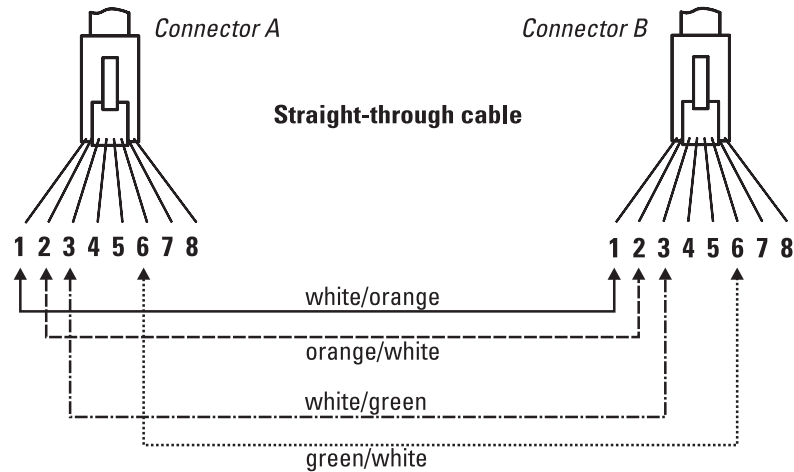 Connector A
Connector B
Straight-through cable
1 2 3 4 5 6 7 8
1 2 3 4 5 6 7 8
white/orange
orange/white
white/green
green/white